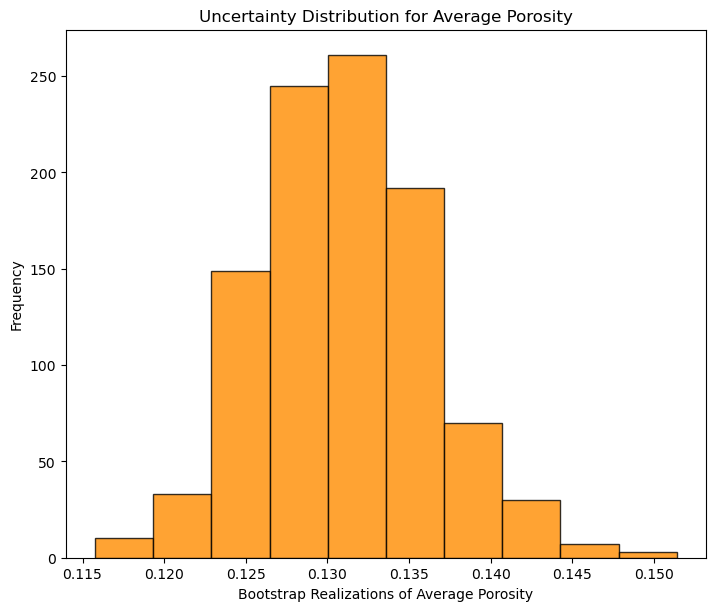 Uncertainty Distribution for Average Porosity
250
200
150
100
50
0
Frequency
0.115 0.120 0.125 0.130 0.135 0.140 0.145 0.150
Bootstrap Realizations of Average Porosity